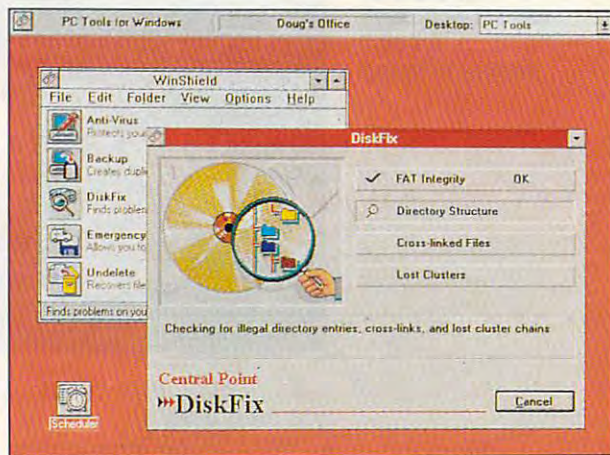 PC Tools for Windows
Doug's Office
Desktop: PC Tools
WinShield
File Edit Folder View Options Help
Anti-Virus
Protects your
Backup
Creates dupli
DiskFix
Finds problem
Emergency
Allows you to
Undelete
Recovers file
Finds problems on you
DiskFix
FAT Integrity OK
Directory Structure
Cross-linked Files
Lost Clusters
Checking for illegal directory entries, cross-links, and lost cluster chains
Central Point
DiskFix
Cancel
Scheduler